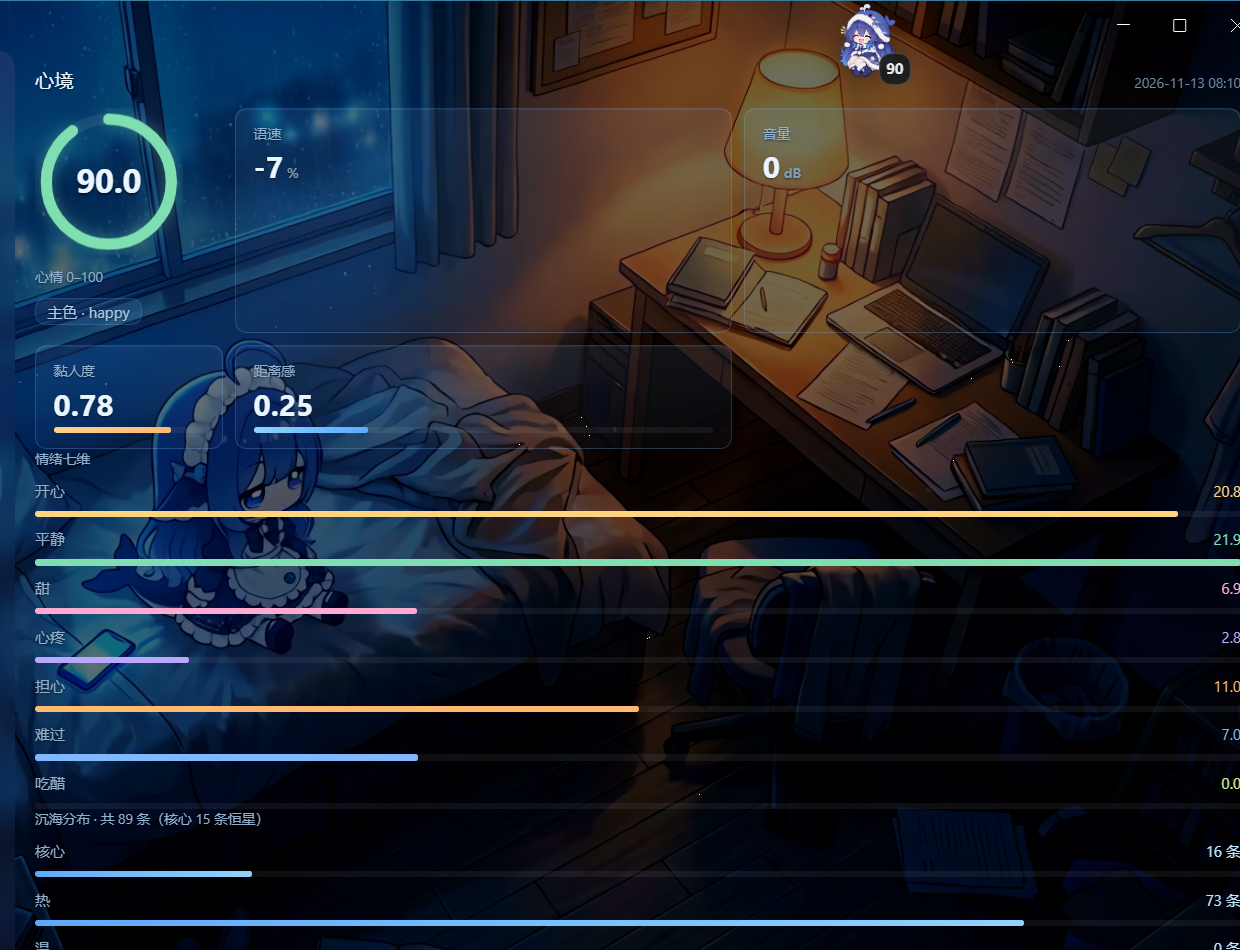 90
心境
2026-11-13 08:10
90.0
语速
-7 %
音量
0 dB
心情 0–100
主色 · happy
黏人度
0.78
距离感
0.25
情绪七维
开心
20.8
平静
21.9
甜
6.9
心疼
2.8
担心
11.0
难过
7.0
吃醋
0.0
沉海分布 · 共 89 条（核心 15 条恒星）
核心
16 条
热
73 条
温
0 条